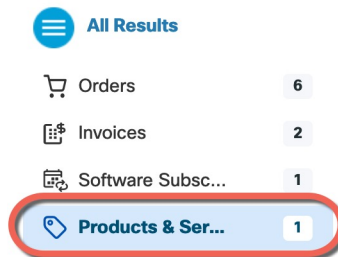 All Results
Orders 6
Invoices 2
Software Subsc... 1
Products & Ser... 1